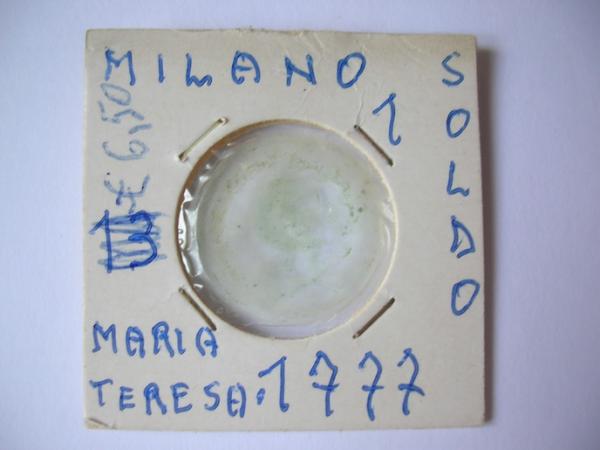 MILANO
1
SOLDO
€ 6,50
MARIA
TERESA. 1777